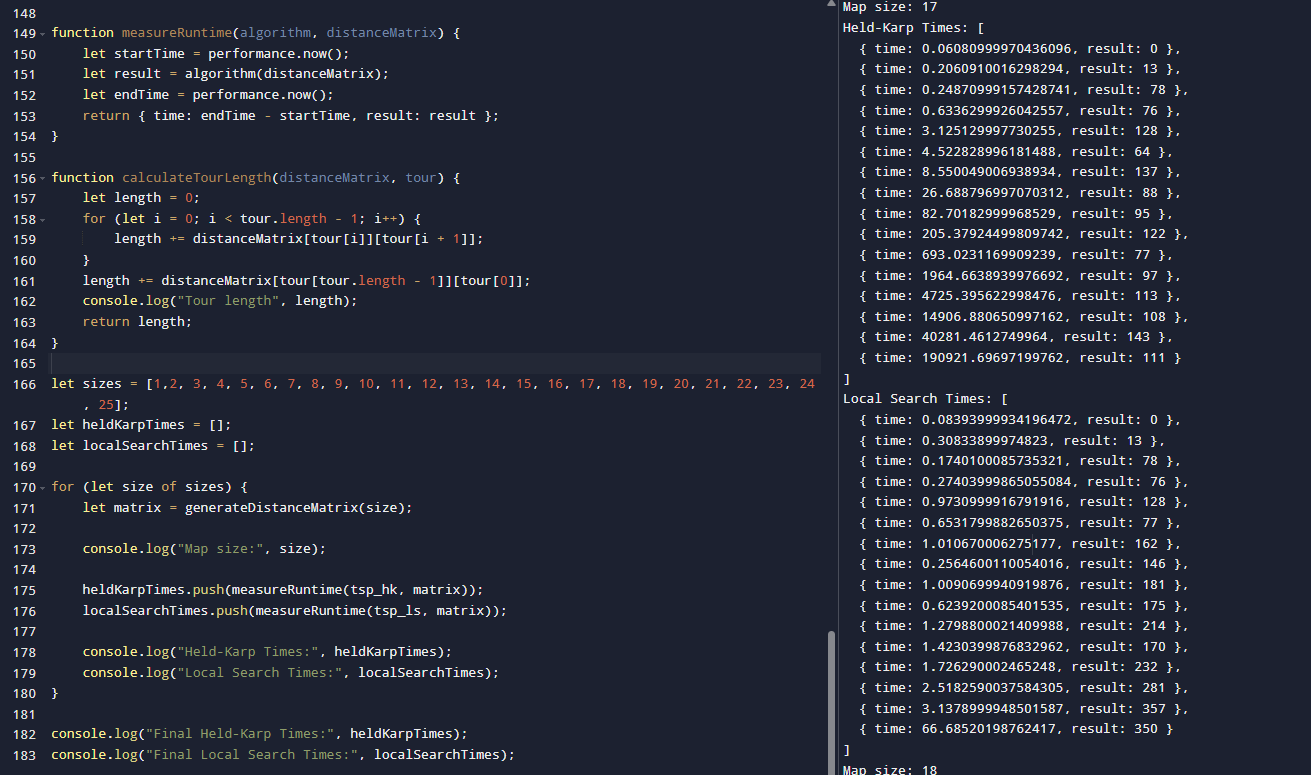 148
149 function measureRuntime(algorithm, distanceMatrix) {
150 let startTime = performance.now();
151 let result = algorithm(distanceMatrix);
152 let endTime = performance.now();
153 return { time: endTime - startTime, result: result };
154 }
155
156 function calculateTourLength(distanceMatrix, tour) {
157 let length = 0;
158 for (let i = 0; i < tour.length - 1; i++) {
159 length += distanceMatrix[tour[i]][tour[i + 1]];
160 }
161 length += distanceMatrix[tour[tour.length - 1]][tour[0]];
162 console.log("Tour length", length);
163 return length;
164 }
165
166 let sizes = [1,2, 3, 4, 5, 6, 7, 8, 9, 10, 11, 12, 13, 14, 15, 16, 17, 18, 19, 20, 21, 22, 23, 24
, 25];
167 let heldKarpTimes = [];
168 let localSearchTimes = [];
169
170 for (let size of sizes) {
171 let matrix = generateDistanceMatrix(size);
172
173 console.log("Map size:", size);
174
175 heldKarpTimes.push(measureRuntime(tsp_hk, matrix));
176 localSearchTimes.push(measureRuntime(tsp_ls, matrix));
177
178 console.log("Held-Karp Times:", heldKarpTimes);
179 console.log("Local Search Times:", localSearchTimes);
180 }
181
182 console.log("Final Held-Karp Times:", heldKarpTimes);
183 console.log("Final Local Search Times:", localSearchTimes);
Map size: 17
Held-Karp Times: [
{ time: 0.06080999970436096, result: 0 },
{ time: 0.2060910016298294, result: 13 },
{ time: 0.24870999157428741, result: 78 },
{ time: 0.6336299926042557, result: 76 },
{ time: 3.125129997730255, result: 128 },
{ time: 4.522828996181488, result: 64 },
{ time: 8.550049006938934, result: 137 },
{ time: 26.688796997070312, result: 88 },
{ time: 82.70182999968529, result: 95 },
{ time: 205.37924499809742, result: 122 },
{ time: 693.0231169909239, result: 77 },
{ time: 1964.6638939976692, result: 97 },
{ time: 4725.395622998476, result: 113 },
{ time: 14906.880650997162, result: 108 },
{ time: 40281.4612749964, result: 143 },
{ time: 190921.69697199762, result: 111 }
]
Local Search Times: [
{ time: 0.08393999934196472, result: 0 },
{ time: 0.30833899974823, result: 13 },
{ time: 0.1740100085735321, result: 78 },
{ time: 0.27403999865055084, result: 76 },
{ time: 0.9730999916791916, result: 128 },
{ time: 0.6531799882650375, result: 77 },
{ time: 1.010670006275177, result: 162 },
{ time: 0.2564600110054016, result: 146 },
{ time: 1.0090699940919876, result: 181 },
{ time: 0.6239200085401535, result: 175 },
{ time: 1.2798800021409988, result: 214 },
{ time: 1.4230399876832962, result: 170 },
{ time: 1.726290002465248, result: 232 },
{ time: 2.5182590037584305, result: 281 },
{ time: 3.1378999948501587, result: 357 },
{ time: 66.68520198762417, result: 350 }
]
Map size: 18